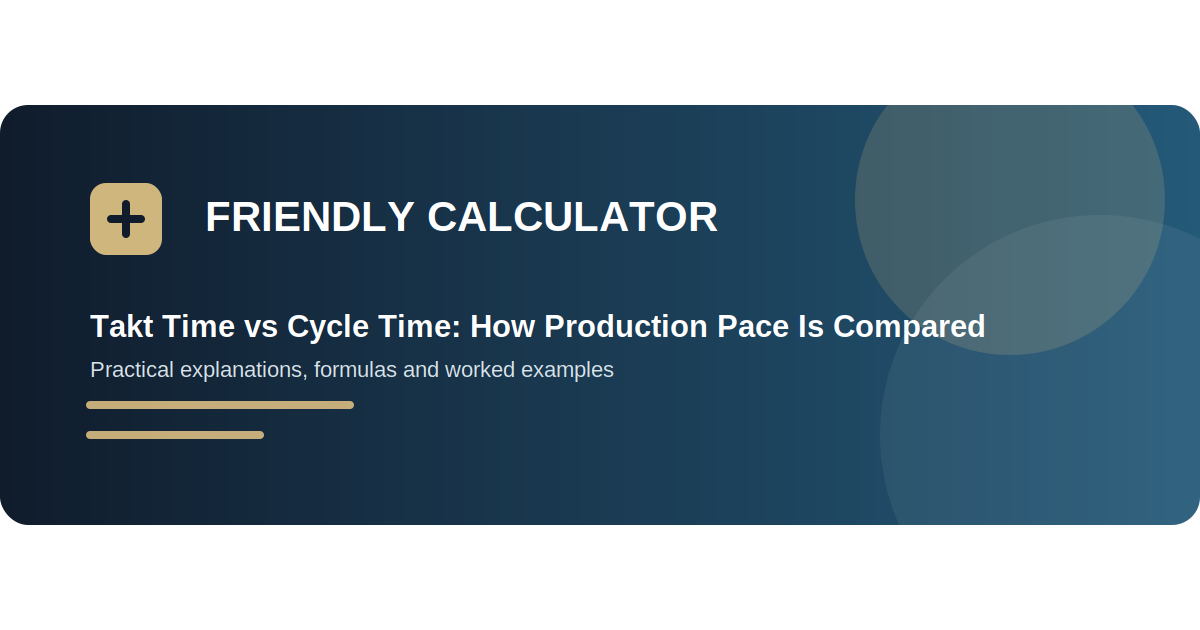 FRIENDLY CALCULATOR
Takt Time vs Cycle Time: How Production Pace Is Compared
Practical explanations, formulas and worked examples